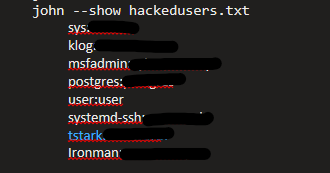 john --show hackedusers.txt
sys:
klog:
msfadmin:
postgres:
user:user
systemd-ssh:
tstark:
Ironman: